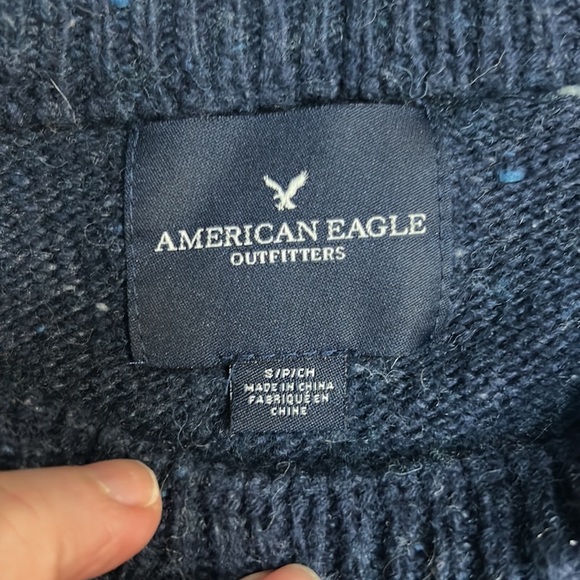 AMERICAN EAGLE
OUTFITTERS
S/P/CH
MADE IN CHINA
FABRIQUÉ EN
CHINE